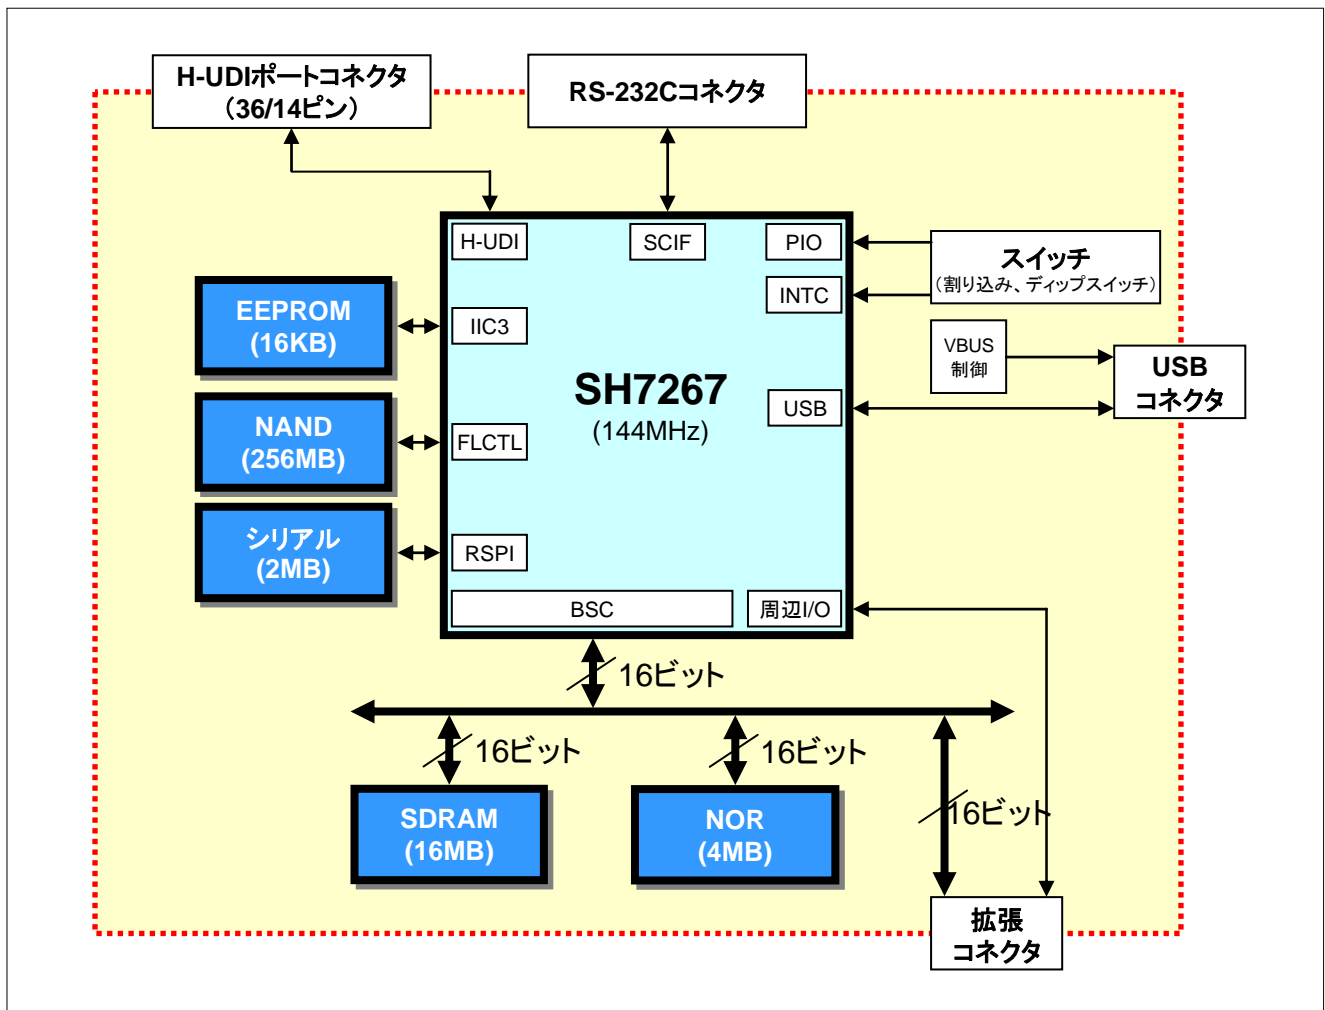 H-UDIポートコネクタ
（36/14ピン）
RS-232Cコネクタ
H-UDI
SCIF
PIO
スイッチ
（割り込み、ディップスイッチ）
INTC
EEPROM
(16KB)
IIC3
VBUS
制御
USB
コネクタ
SH7267
(144MHz)
USB
NAND
(256MB)
FLCTL
シリアル
(2MB)
RSPI
BSC
周辺I/O
16ビット
16ビット
16ビット
16ビット
SDRAM
(16MB)
NOR
(4MB)
拡張
コネクタ